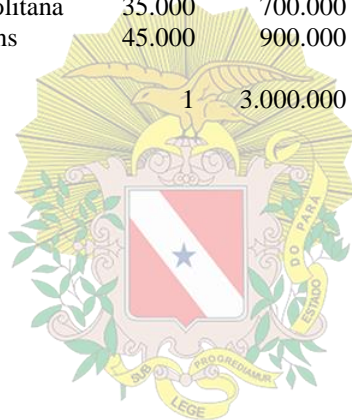 olitana 35.000 700.000
ns 45.000 900.000
1 3.000.000
SUB LEGE PROGREDIAMUR
ESTADO DO PARÁ